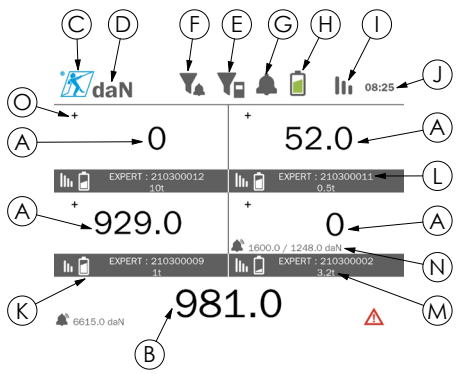 C D F E G H I
daN 08:25 J
O + +
A 0 52.0 A
EXPERT : 210300012 EXPERT : 210300011 L
10t 0.5t
A + 929.0 + 0 A
1600.0 / 1248.0 daN N
EXPERT : 210300009 EXPERT : 210300002
K 1t 3.2t M
981.0
6615.0 daN
B